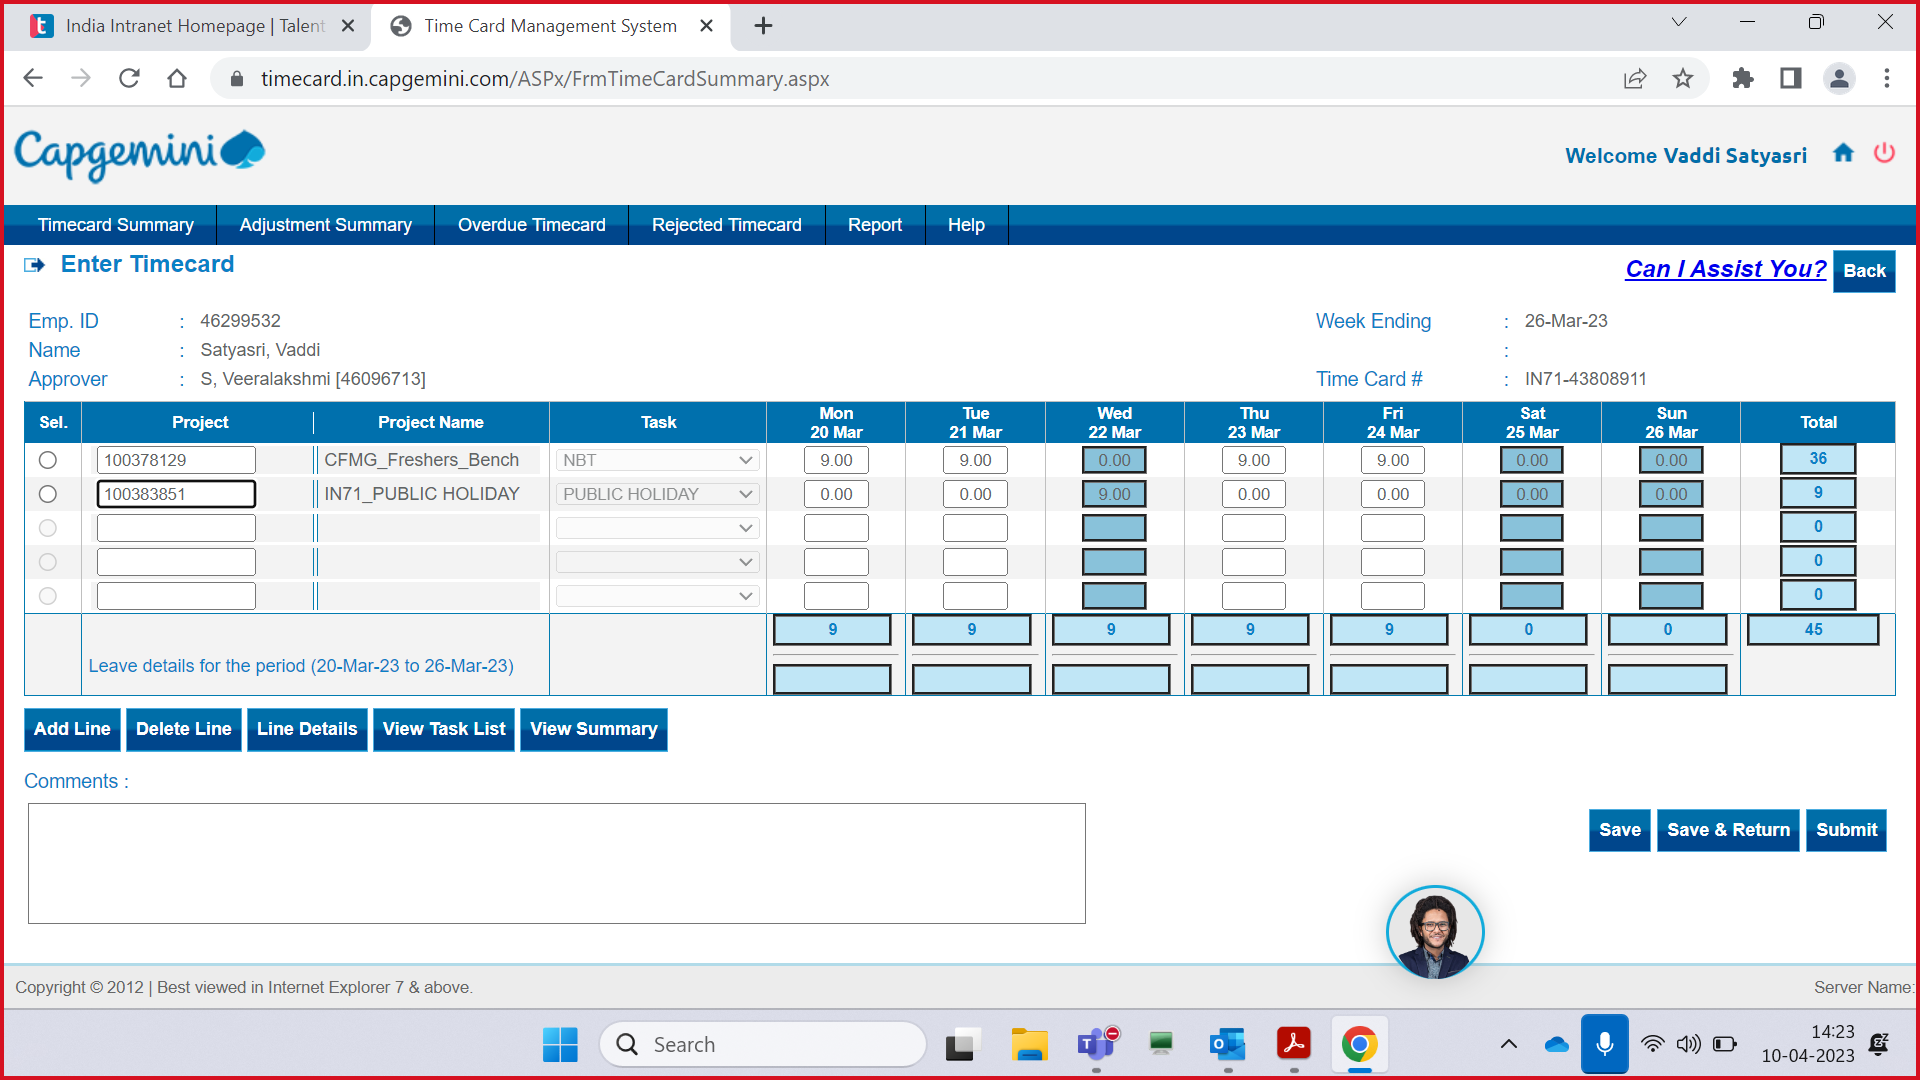 India Intranet Homepage | Talent
Time Card Management System
timecard.in.capgemini.com/ASPx/FrmTimeCardSummary.aspx
Capgemini
Welcome Vaddi Satyasri
Timecard Summary Adjustment Summary Overdue Timecard Rejected Timecard Report Help
Enter Timecard
Can I Assist You? Back
Emp. ID : 46299532 Week Ending : 26-Mar-23
Name : Satyasri, Vaddi :
Approver : S, Veeralakshmi [46096713] Time Card # : IN71-43808911
Sel. Project Project Name Task Mon 20 Mar Tue 21 Mar Wed 22 Mar Thu 23 Mar Fri 24 Mar Sat 25 Mar Sun 26 Mar Total
100378129 CFMG_Freshers_Bench NBT 9.00 9.00 0.00 9.00 9.00 0.00 0.00 36
100383851 IN71_PUBLIC HOLIDAY PUBLIC HOLIDAY 0.00 0.00 9.00 0.00 0.00 0.00 0.00 9
0
0
0
9 9 9 9 9 0 0 45
Leave details for the period (20-Mar-23 to 26-Mar-23)
Add Line Delete Line Line Details View Task List View Summary
Comments :
Save Save & Return Submit
Copyright © 2012 | Best viewed in Internet Explorer 7 & above. Server Name:
Search
14:23
10-04-2023